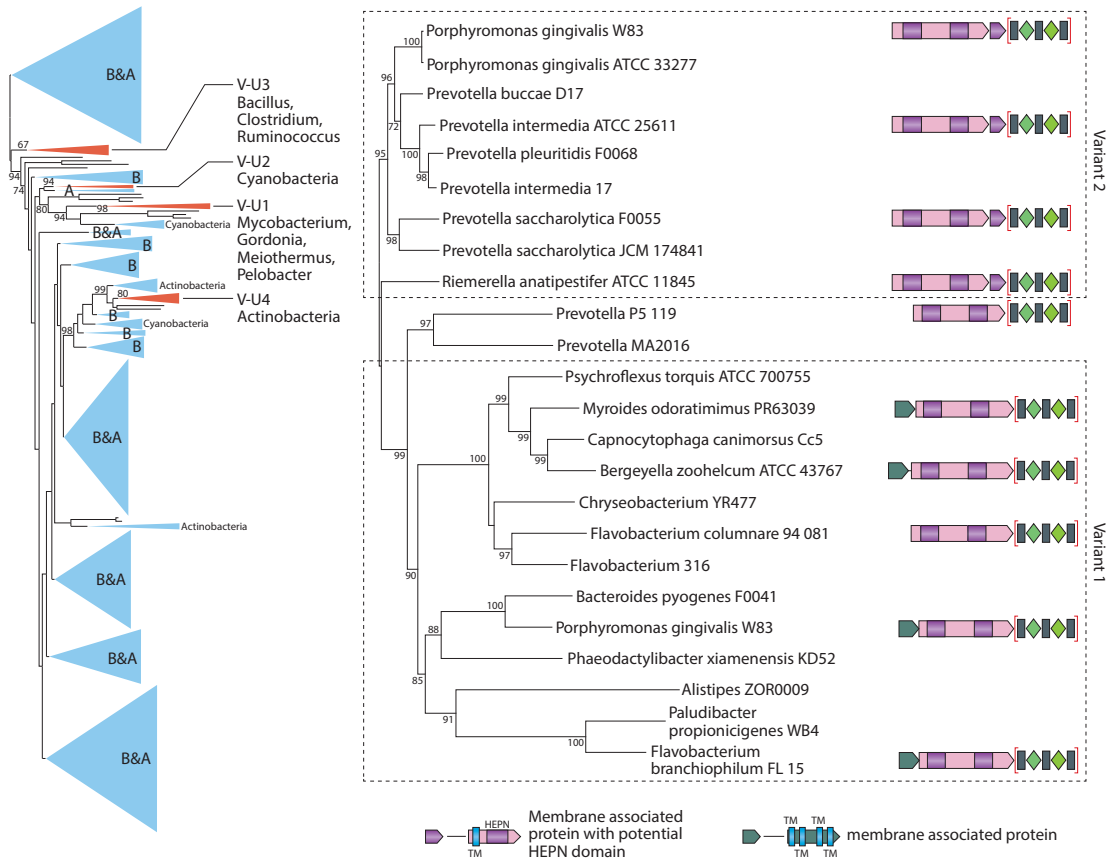 B&A
V-U3
Bacillus,
Clostridium,
Ruminococcus
67
94
74
94
B
A
V-U2
Cyanobacteria
80
98
94
Cyanobacteria
V-U1
Mycobacterium,
Gordonia,
Meiothermus,
Pelobacter
B&A
B
B
99
Actinobacteria
80
V-U4
Actinobacteria
B
Cyanobacteria
98
B
B
B&A
Actinobacteria
B&A
B&A
B&A
Porphyromonas gingivalis W83
100
Porphyromonas gingivalis ATCC 33277
96
Prevotella buccae D17
72
Prevotella intermedia ATCC 25611
100
Prevotella pleuritidis F0068
98
Prevotella intermedia 17
95
Prevotella saccharolytica F0055
98
Prevotella saccharolytica JCM 174841
Riemerella anatipestifer ATCC 11845
Variant 2
Prevotella P5 119
97
Prevotella MA2016
Psychroflexus torquis ATCC 700755
99
Myroides odoratimimus PR63039
99
Capnocytophaga canimorsus Cc5
99
Bergeyella zoohelcum ATCC 43767
99
100
Chryseobacterium YR477
Flavobacterium columnare 94 081
97
Flavobacterium 316
90
Bacteroides pyogenes F0041
100
Porphyromonas gingivalis W83
88
Phaeodactylibacter xiamenensis KD52
85
Alistipes ZOR0009
91
Paludibacter
propionicigenes WB4
100
Flavobacterium
branchiophilum FL 15
Variant 1
HEPN
TM
Membrane associated
protein with potential
HEPN domain
TM TM
TM TM
membrane associated protein